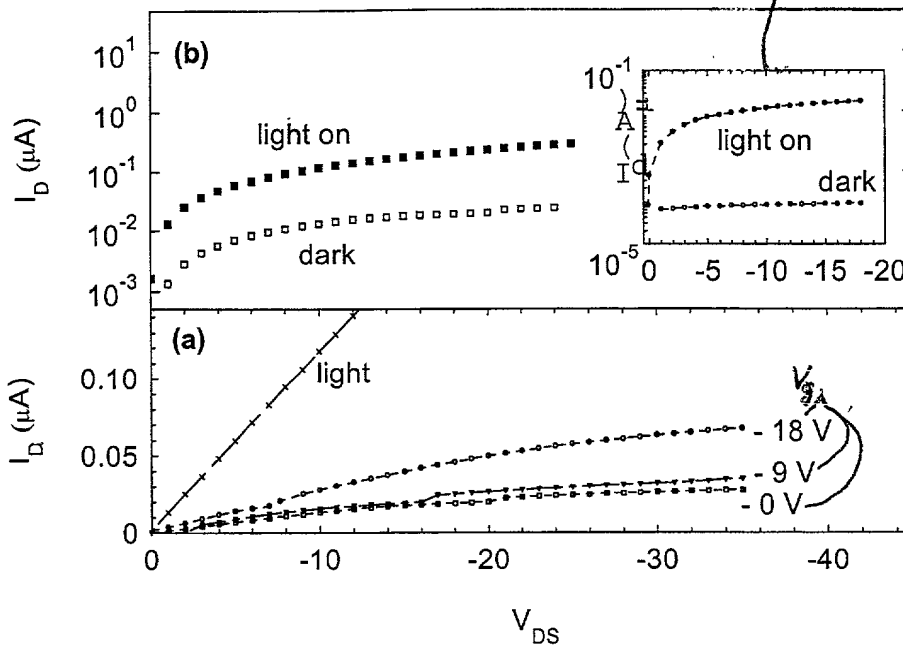 (b)
10¹
10⁰
10⁻¹
10⁻²
10⁻³
I_D (μA)
light on
dark
10⁻¹
10⁻⁵
light on
dark
0 -5 -10 -15 -20
(a)
0.10
0.05
0
I_D (μA)
light
- 18 V
- 9 V
- 0 V
0 -10 -20 -30 -40
V_DS